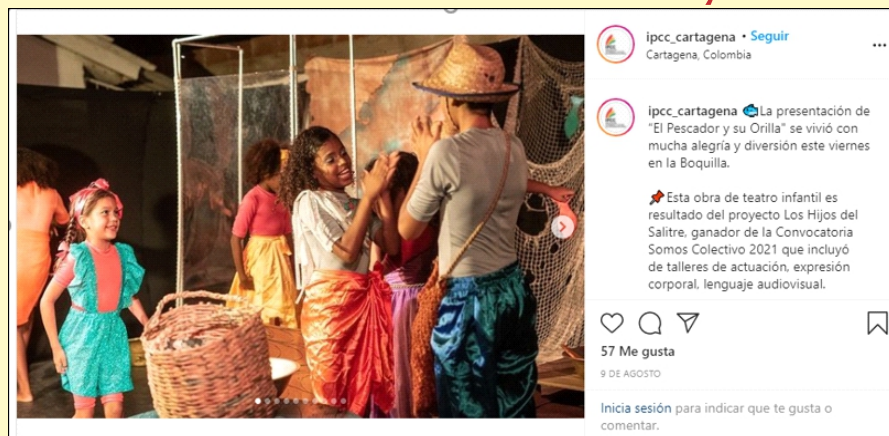 ipcc_cartagena • Seguir
Cartagena, Colombia
ipcc_cartagena 🐟La presentación de
"El Pescador y su Orilla" se vivió con
mucha alegría y diversión este viernes
en la Boquilla.
📌Esta obra de teatro infantil es
resultado del proyecto Los Hijos del
Salitre, ganador de la Convocatoria
Somos Colectivo 2021 que incluyó
de talleres de actuación, expresión
corporal, lenguaje audiovisual.
57 Me gusta
9 DE AGOSTO
Inicia sesión para indicar que te gusta o
comentar.